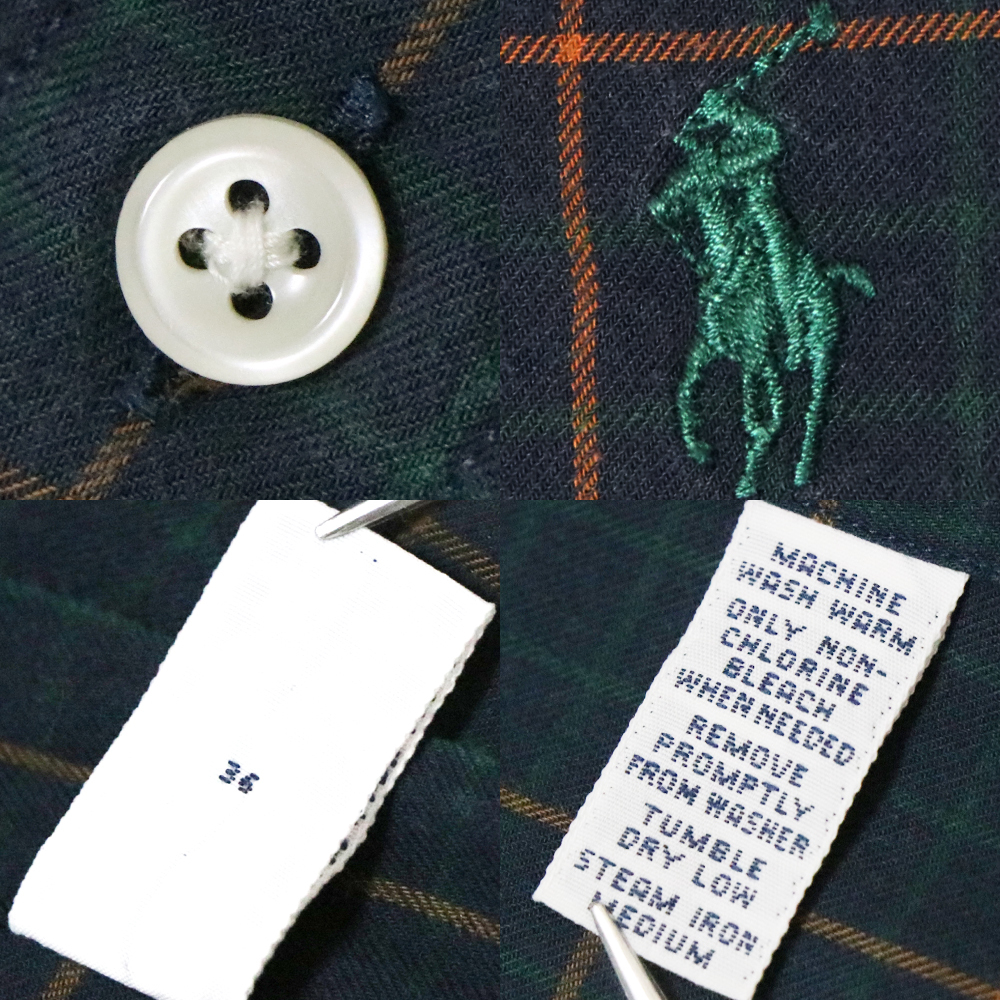 36
MACHINE
WASH WARM
ONLY NON-
CHLORINE
BLEACH
WHEN NEEDED
REMOVE
PROMPTLY
FROM WASHER
TUMBLE
DRY LOW
STEAM IRON
MEDIUM